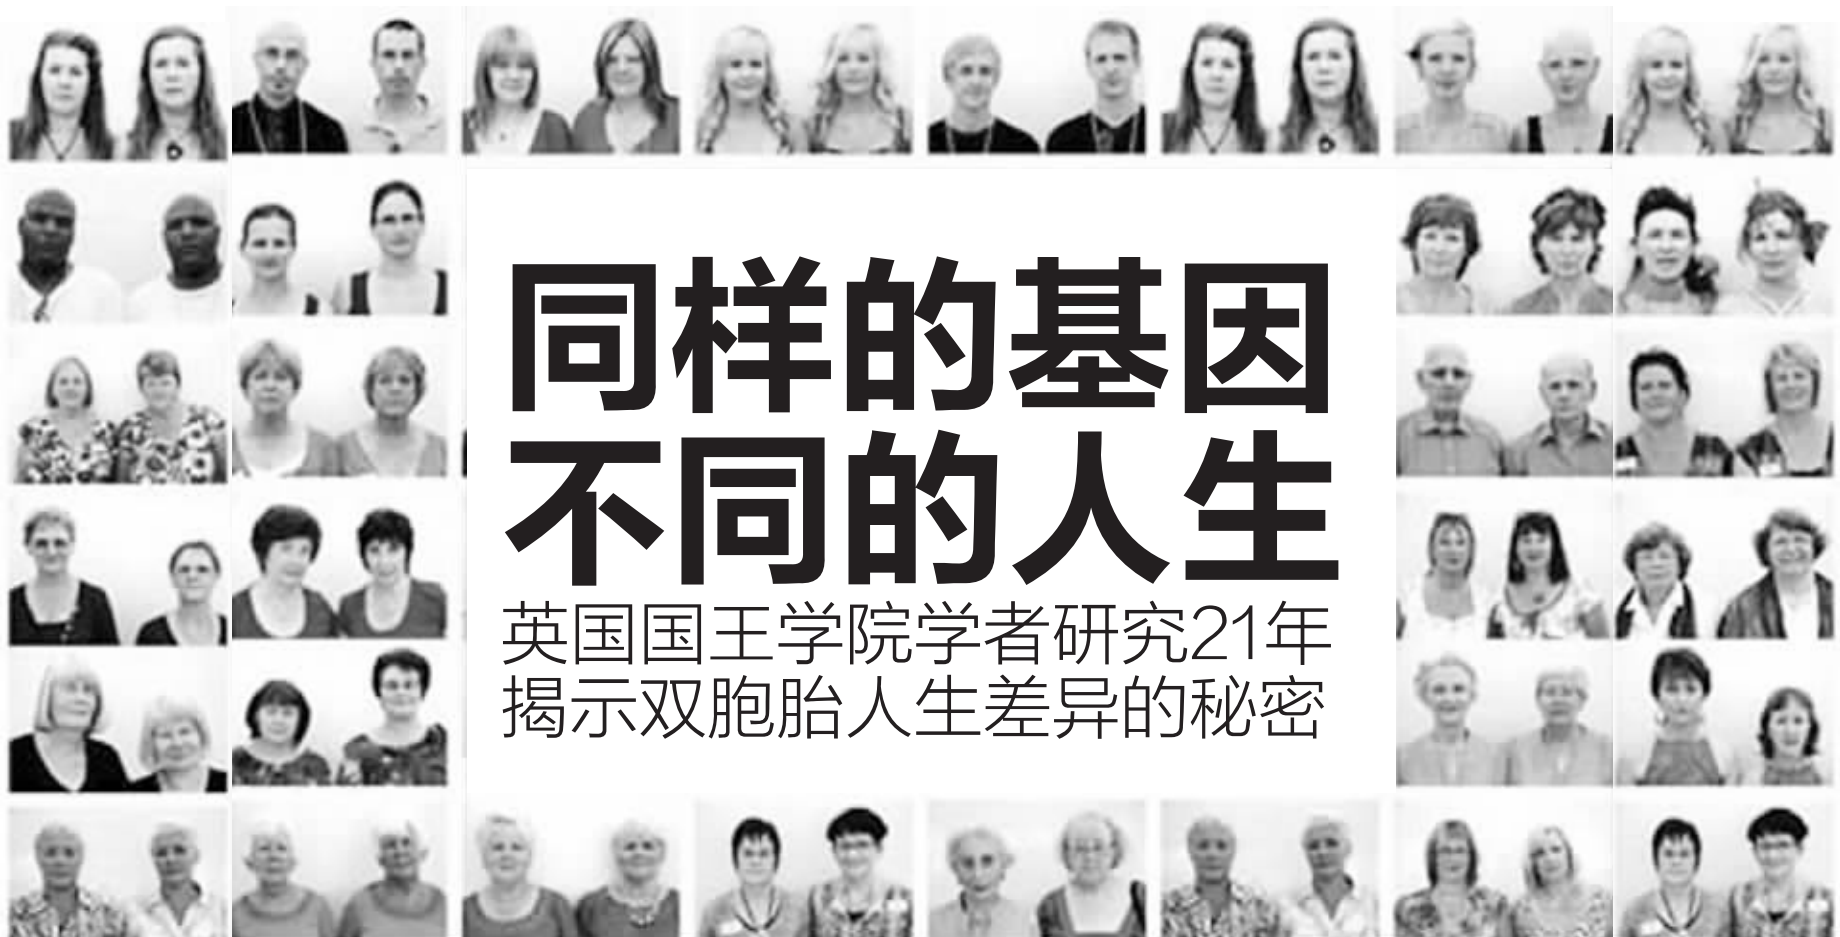 同样的基因
不同的人生
英国国王学院学者研究21年
揭示双胞胎人生差异的秘密